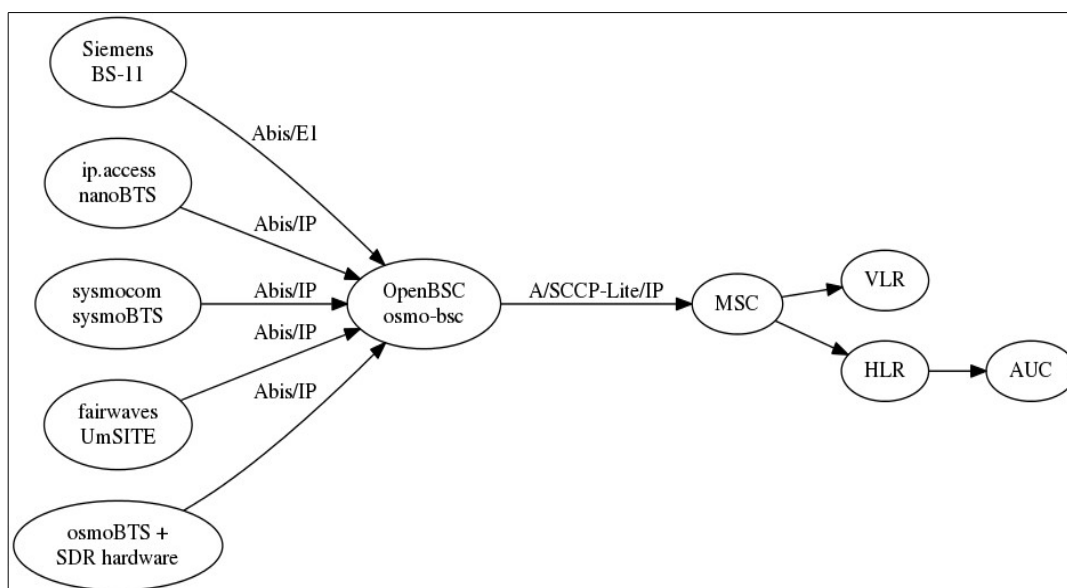 Siemens
BS-11
Abis/E1
ip.access
nanoBTS
Abis/IP
sysmocom
sysmoBTS
Abis/IP
OpenBSC
osmo-bsc
A/SCCP-Lite/IP
MSC
VLR
HLR
AUC
Abis/IP
fairwaves
UmSITE
Abis/IP
osmoBTS +
SDR hardware